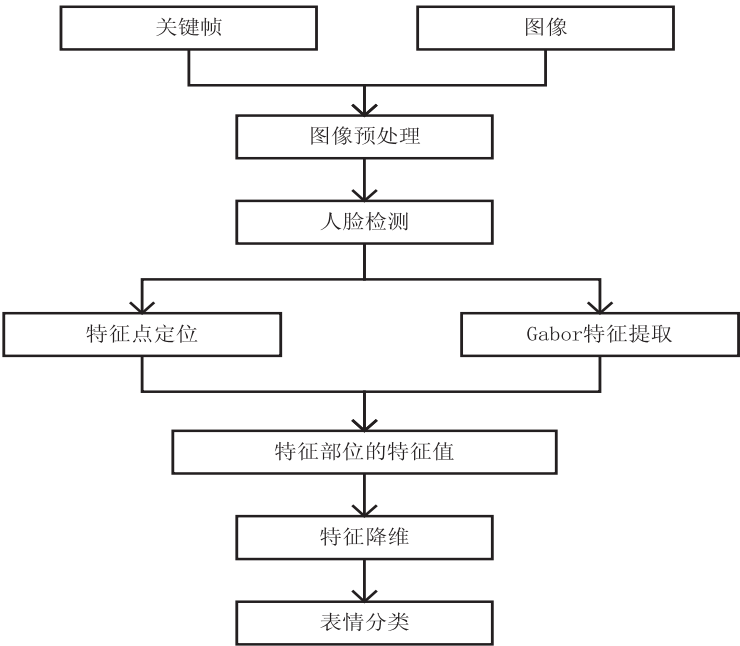 关键帧
图像
图像预处理
人脸检测
特征点定位
Gabor特征提取
特征部位的特征值
特征降维
表情分类